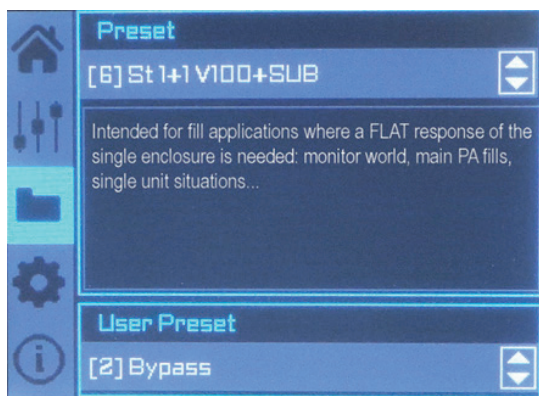 Preset
[6] St 1+1 V100+SUB
Intended for fill applications where a FLAT response of the
single enclosure is needed: monitor world, main PA fills,
single unit situations...
User Preset
[2] Bypass